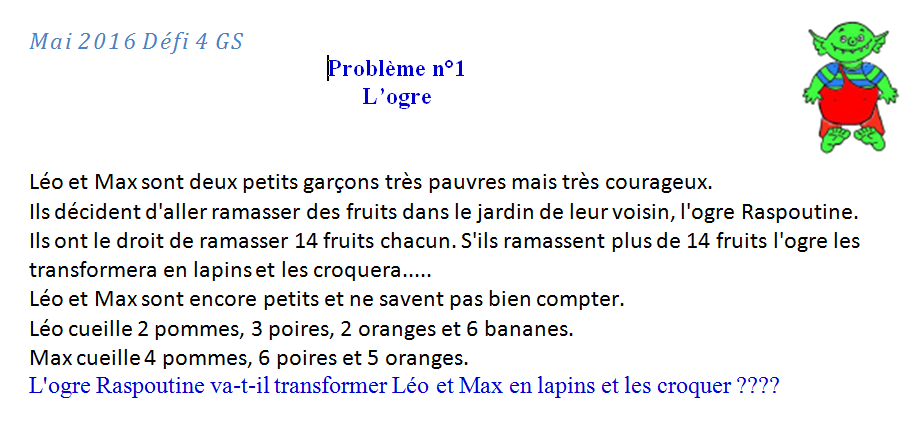 Mai 2016 Défi 4 GS
Problème n°1
L'ogre
Léo et Max sont deux petits garçons très pauvres mais très courageux.
Ils décident d'aller ramasser des fruits dans le jardin de leur voisin, l'ogre Raspoutine.
Ils ont le droit de ramasser 14 fruits chacun. S'ils ramassent plus de 14 fruits l'ogre les
transformera en lapins et les croquera.....
Léo et Max sont encore petits et ne savent pas bien compter.
Léo cueille 2 pommes, 3 poires, 2 oranges et 6 bananes.
Max cueille 4 pommes, 6 poires et 5 oranges.
L'ogre Raspoutine va-t-il transformer Léo et Max en lapins et les croquer ????